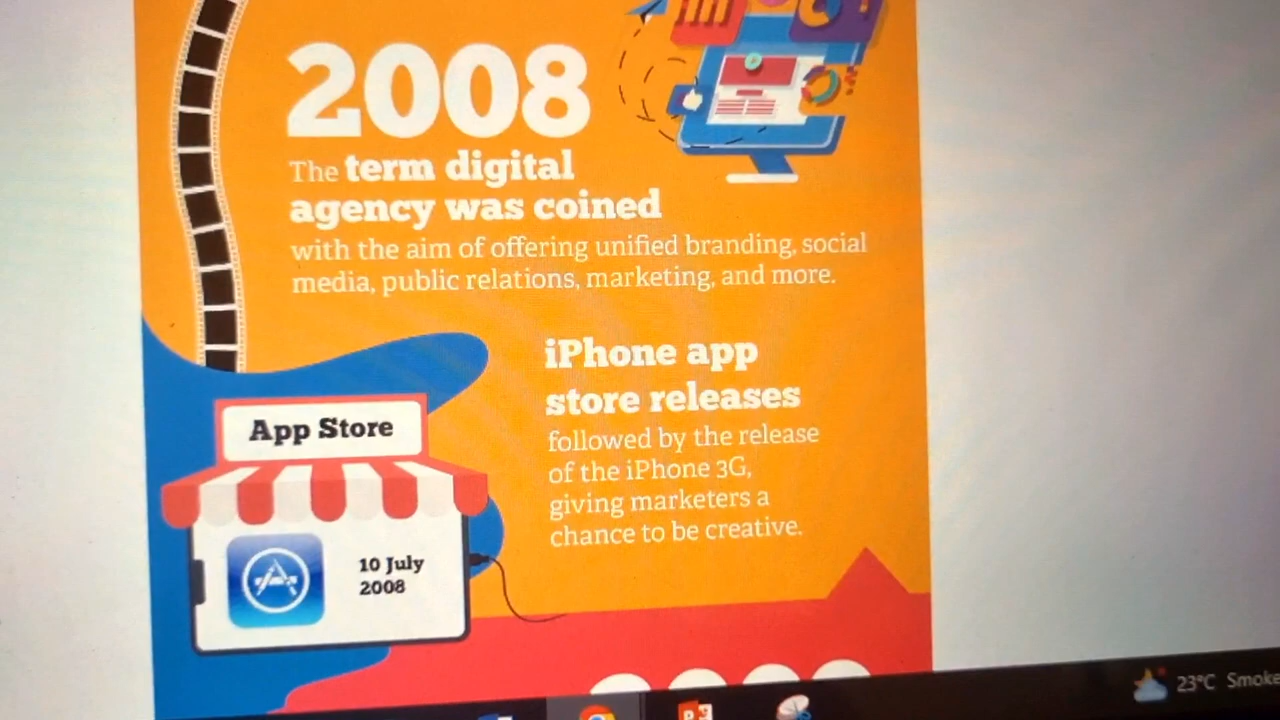 2008
The term digital
agency was coined
with the aim of offering unified branding, social
media, public relations, marketing, and more.
iPhone app
store releases
followed by the release
of the iPhone 3G,
giving marketers a
chance to be creative.
App Store
10 July
2008
23°C Smoke